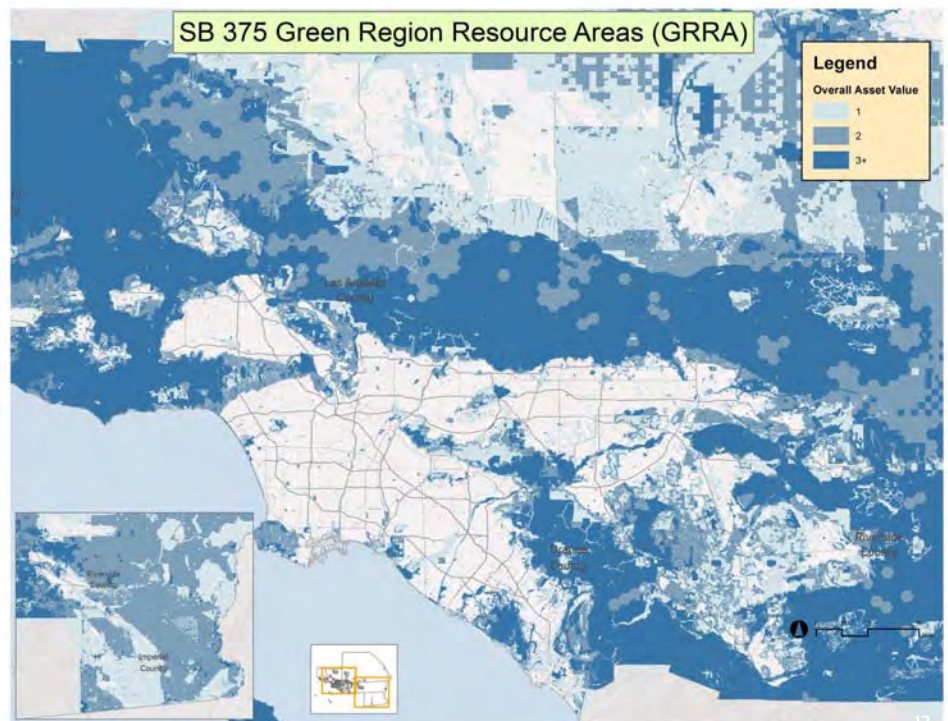 SB 375 Green Region Resource Areas (GRRA)
Legend
Overall Asset Value
1
2
3+
Los Angeles
County
Orange
County
Riverside
County
Riverside
County
Imperial
County
12